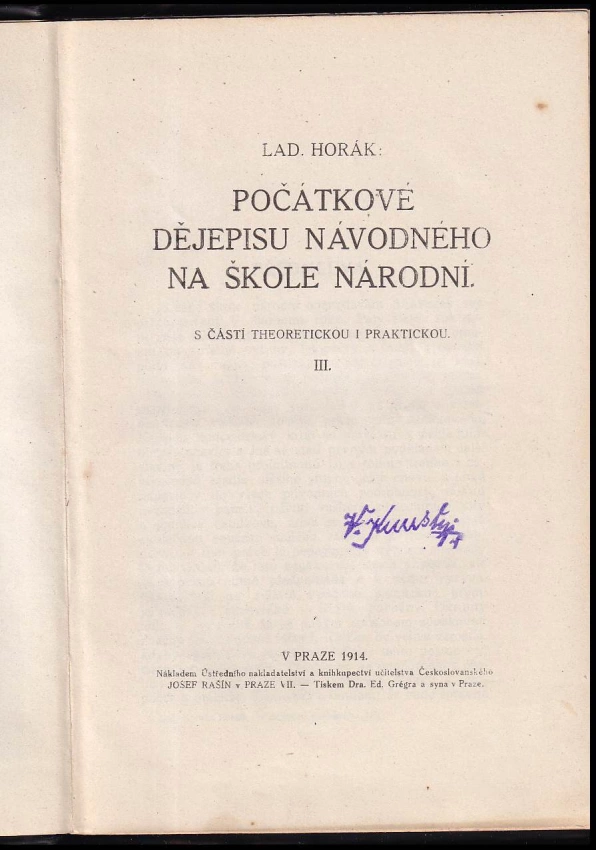 LAD. HORÁK:
POČÁTKOVÉ
DĚJEPISU NÁVODNÉHO
NA ŠKOLE NÁRODNÍ.
S ČÁSTÍ THEORETICKOU I PRAKTICKOU.
III.
V PRAZE 1914.
Nákladem Ústředního nakladatelství a knihkupectví učitelstva Českoslovanského
JOSEF RAŠÍN v PRAZE VII. — Tiskem Dra. Ed. Grégra a syna v Praze.